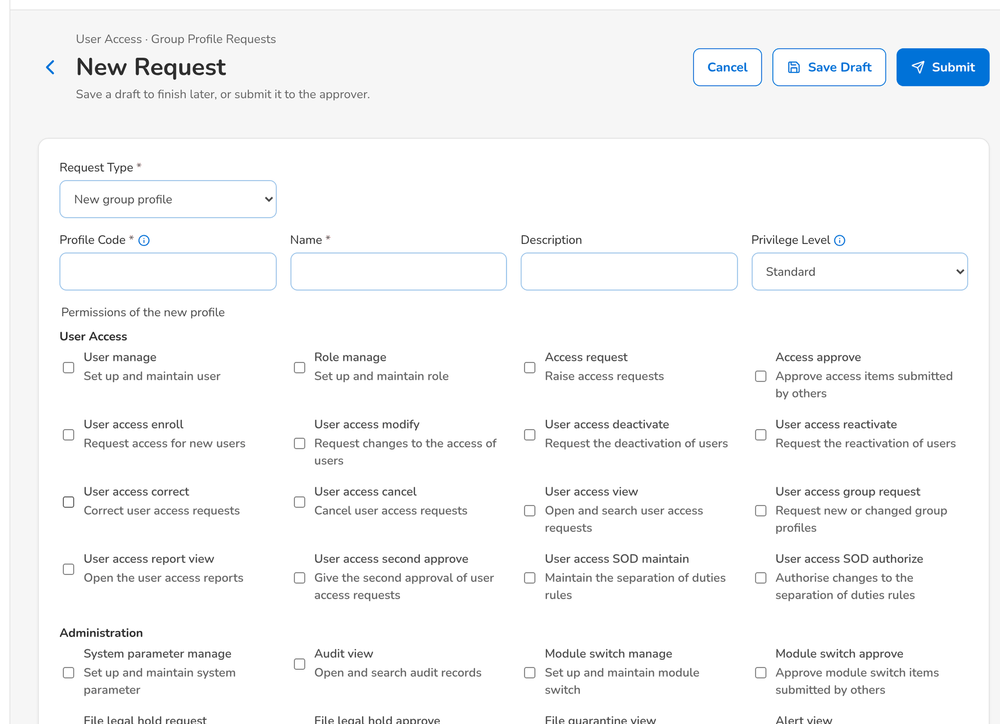 User Access · Group Profile Requests
New Request
Save a draft to finish later, or submit it to the approver.
Cancel
Save Draft
Submit
Request Type *
New group profile
Profile Code *
Name *
Description
Privilege Level
Standard
Permissions of the new profile
User Access
User manage
Set up and maintain user
Role manage
Set up and maintain role
Access request
Raise access requests
Access approve
Approve access items submitted
by others
User access enroll
Request access for new users
User access modify
Request changes to the access of
users
User access deactivate
Request the deactivation of users
User access reactivate
Request the reactivation of users
User access correct
Correct user access requests
User access cancel
Cancel user access requests
User access view
Open and search user access
requests
User access group request
Request new or changed group
profiles
User access report view
Open the user access reports
User access second approve
Give the second approval of user
access requests
User access SOD maintain
Maintain the separation of duties
rules
User access SOD authorize
Authorise changes to the
separation of duties rules
Administration
System parameter manage
Set up and maintain system
parameter
Audit view
Open and search audit records
Module switch manage
Set up and maintain module
switch
Module switch approve
Approve module switch items
submitted by others
File legal hold request
File legal hold approve
File quarantine view
Alert view